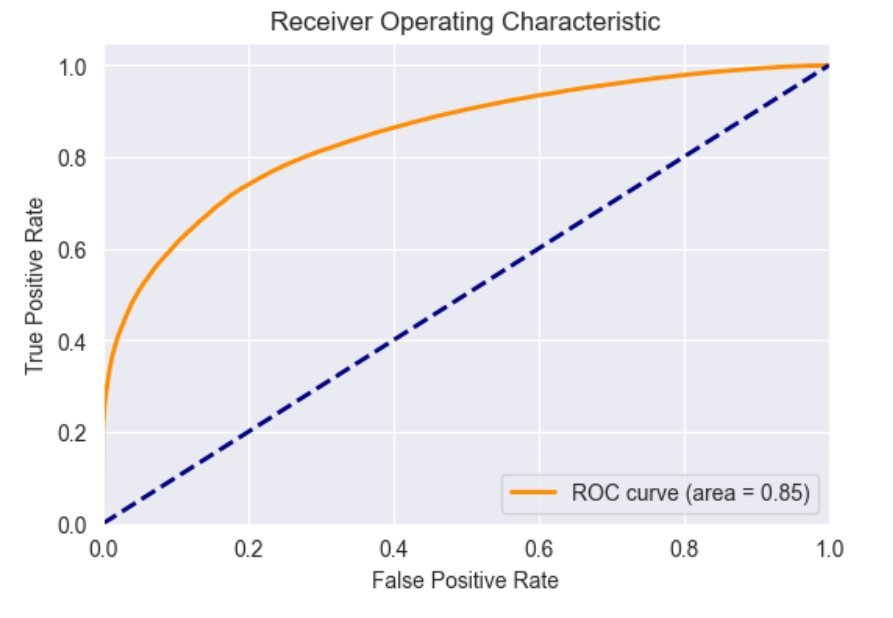 Receiver Operating Characteristic
True Positive Rate
1.0
0.8
0.6
0.4
0.2
0.0
0.0 0.2 0.4 0.6 0.8 1.0
False Positive Rate
ROC curve (area = 0.85)